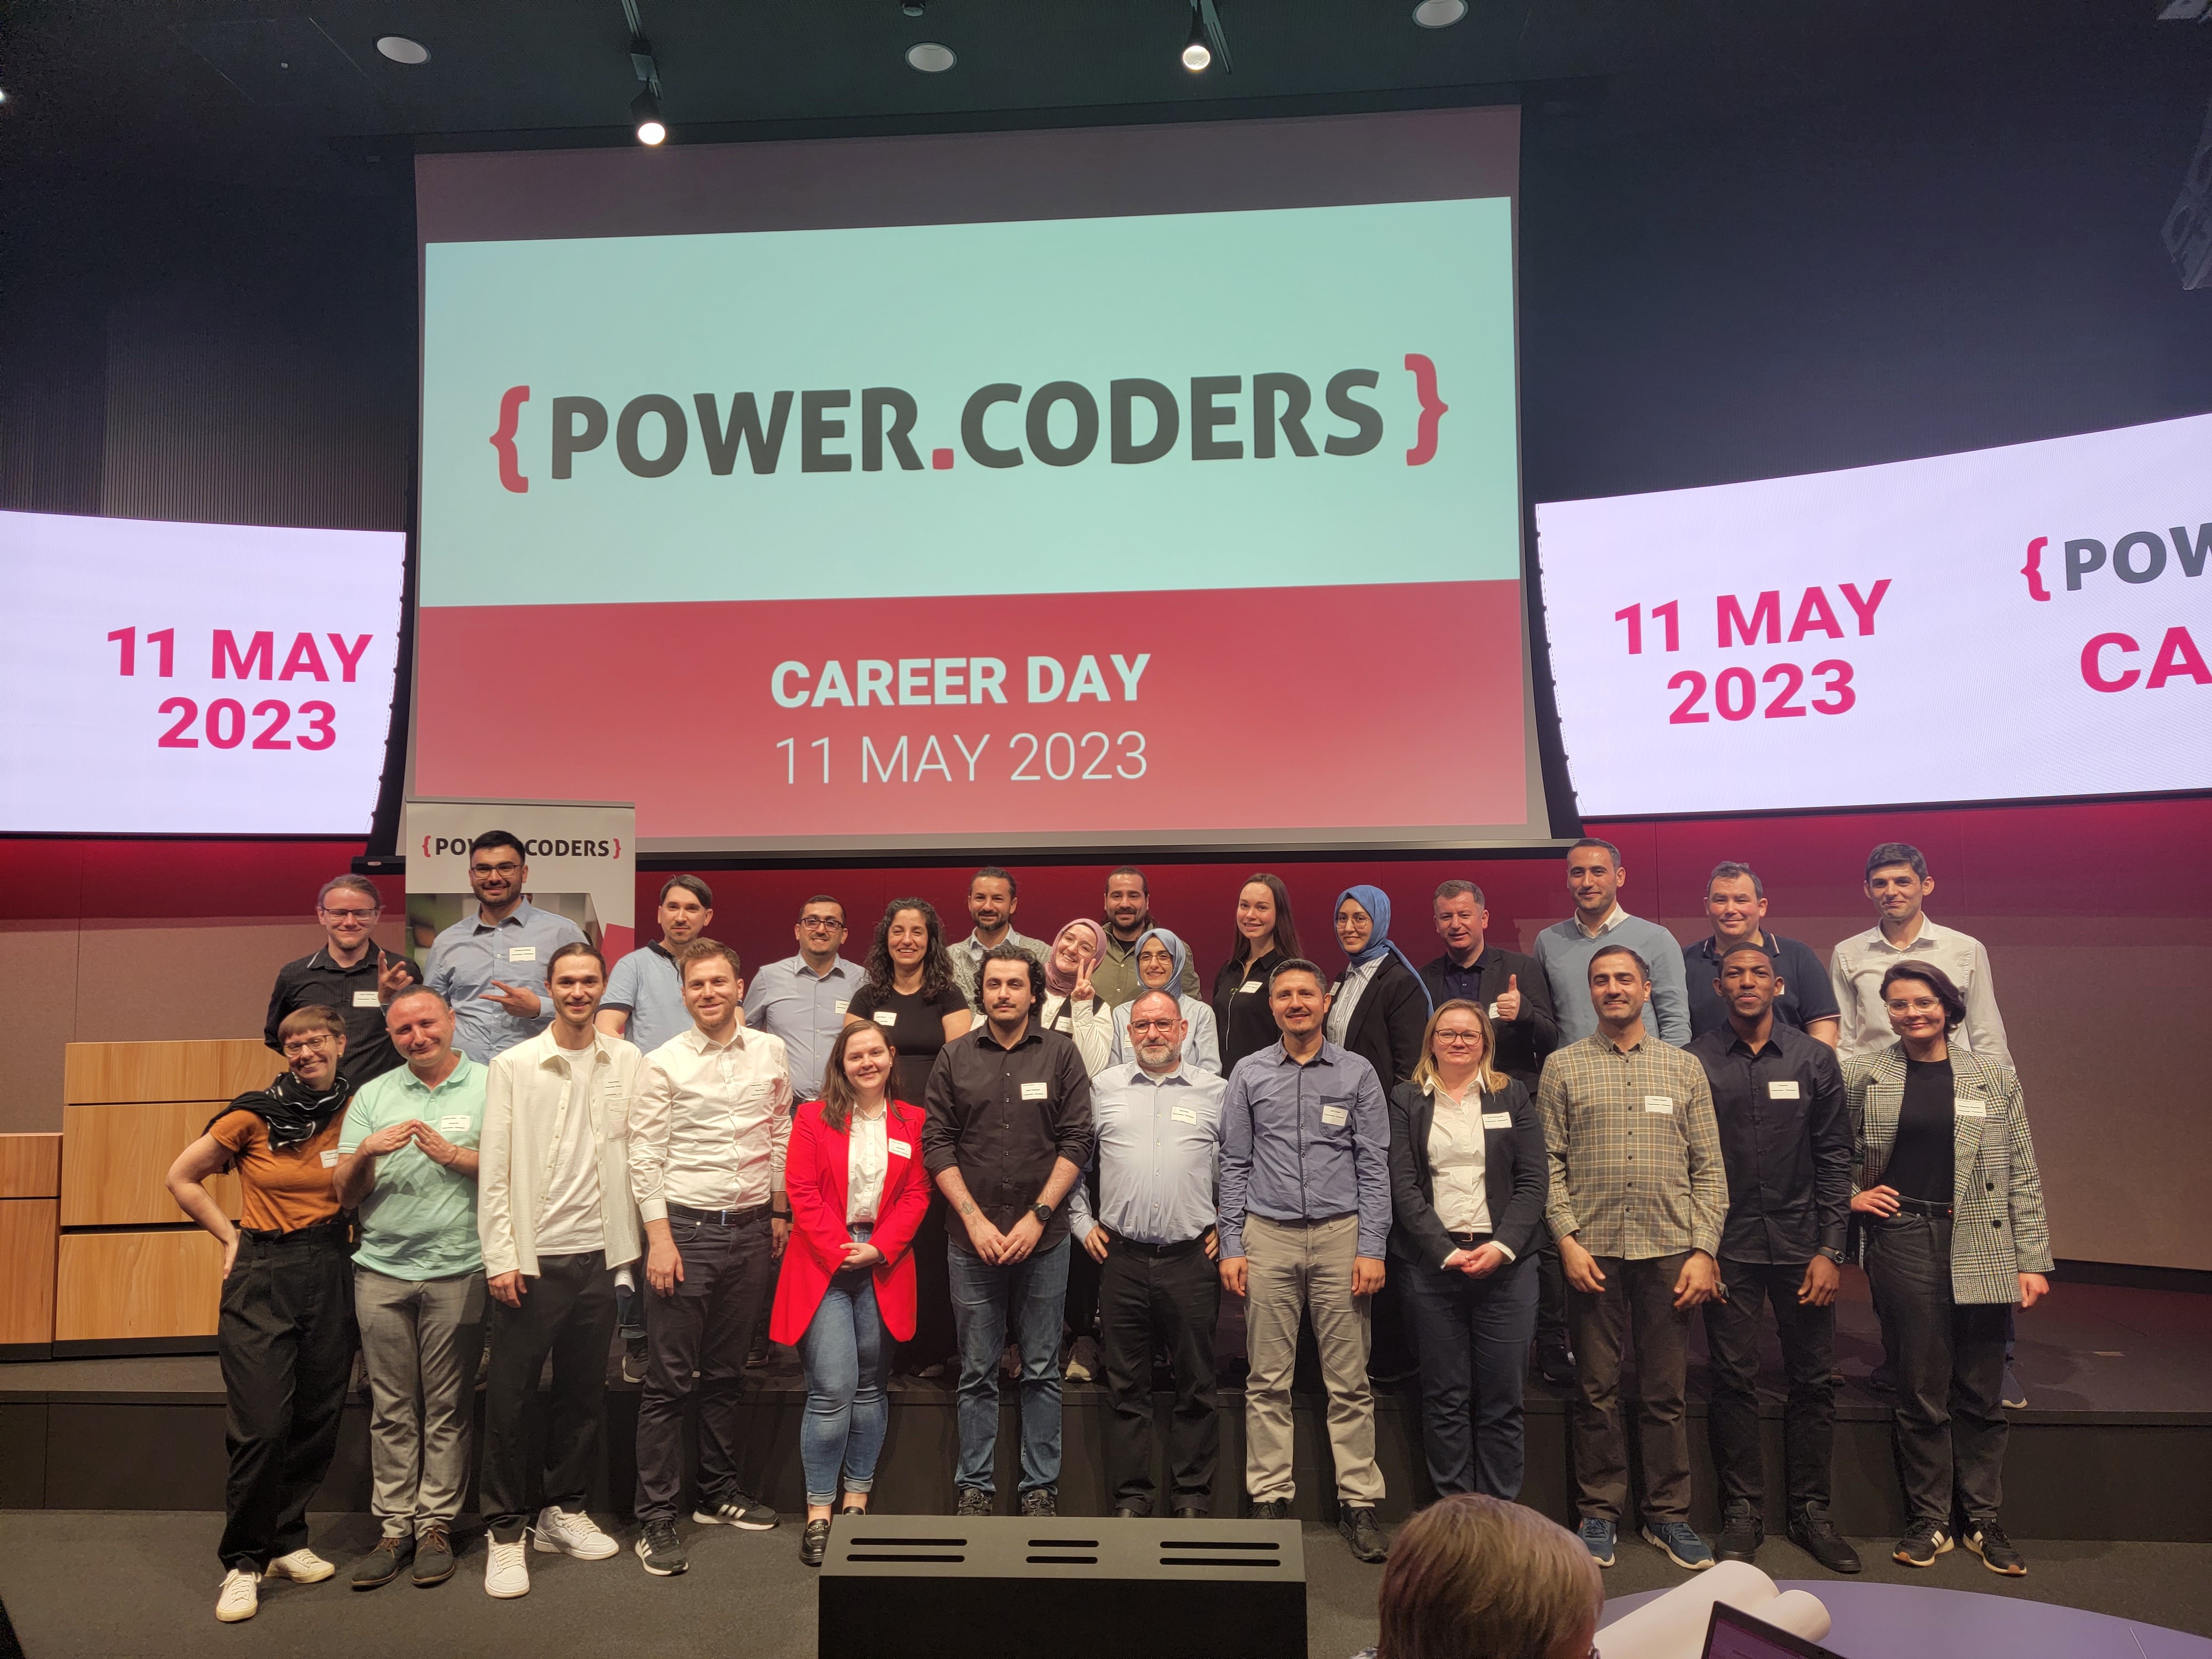 {POWER.CODERS}
CAREER DAY
11 MAY 2023
11 MAY
2023
11 MAY
2023
{POW
CA
{POW CODERS}